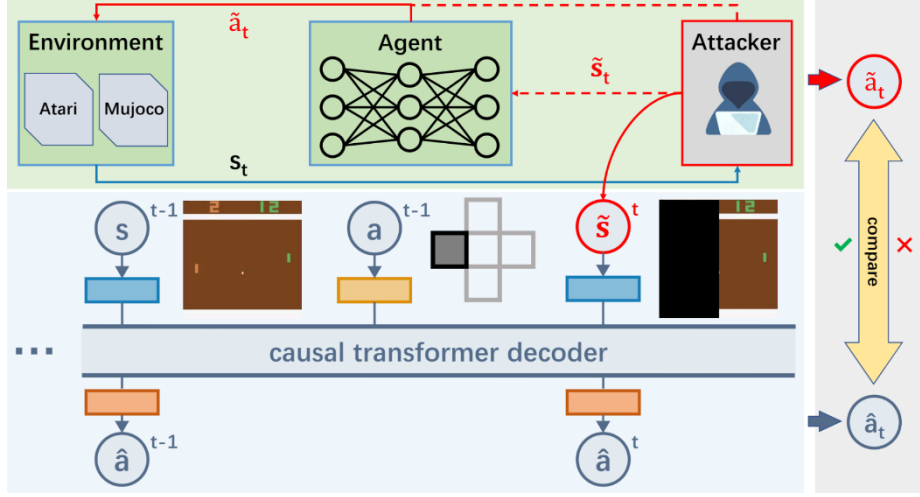 Environment
Atari
Mujoco
Agent
Attacker
ã_t
s̃_t
s_t
ã_t
s t-1
2 12
a t-1
s̃ t
12
compare
...
causal transformer decoder
â t-1
â t
â_t